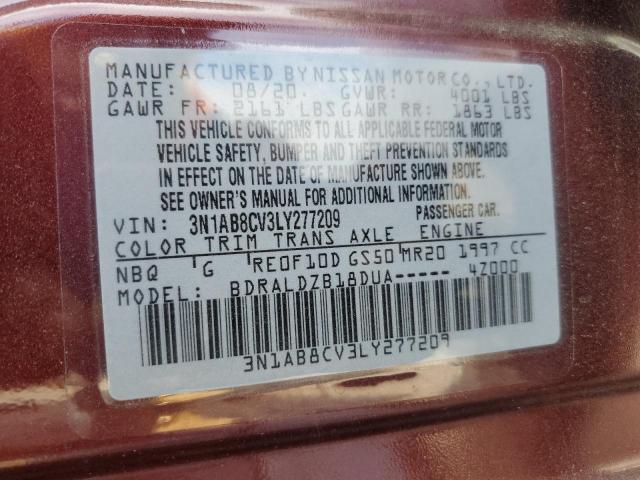 MANUFACTURED BY NISSAN MOTOR CO., LTD.
DATE: 08/20. GVWR: 4001 LBS
GAWR FR: 2161 LBS GAWR RR: 1863 LBS
THIS VEHICLE CONFORMS TO ALL APPLICABLE FEDERAL MOTOR
VEHICLE SAFETY, BUMPER AND THEFT PREVENTION STANDARDS
IN EFFECT ON THE DATE OF MANUFACTURE SHOWN ABOVE.
SEE OWNER'S MANUAL FOR ADDITIONAL INFORMATION.
VIN: 3N1AB8CV3LY277209 PASSENGER CAR.
COLOR TRIM TRANS AXLE ENGINE
NBQ G RE0F10D GS50 MR20 1997 CC
MODEL: BDRALDZB18DUA----- 4Z000
3N1AB8CV3LY277209